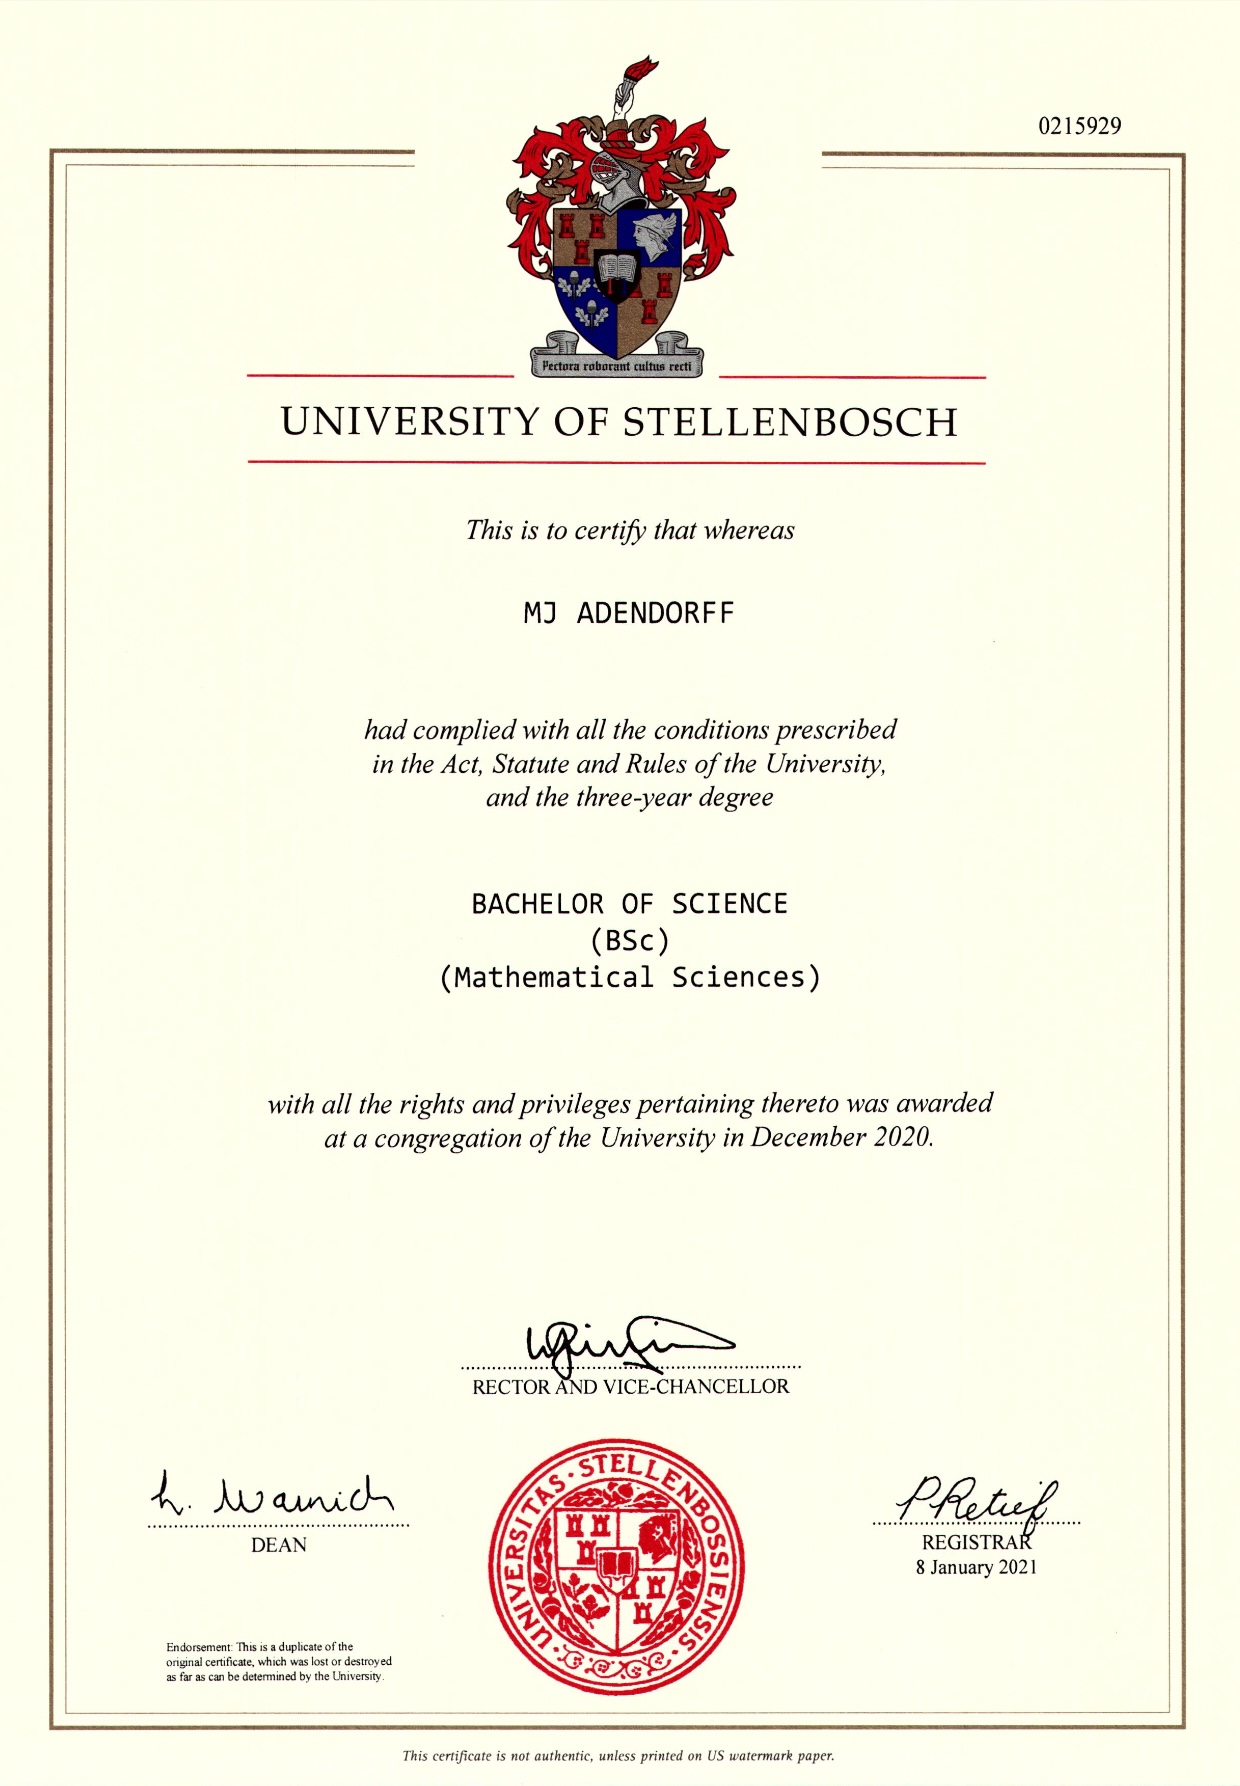 0215929
Pectora roborant cultus recti
UNIVERSITY OF STELLENBOSCH
This is to certify that whereas
MJ ADENDORFF
had complied with all the conditions prescribed
in the Act, Statute and Rules of the University,
and the three-year degree
BACHELOR OF SCIENCE
(BSc)
(Mathematical Sciences)
with all the rights and privileges pertaining thereto was awarded
at a congregation of the University in December 2020.
RECTOR AND VICE-CHANCELLOR
DEAN
UNIVERSITAS · STELLENBOSSIENSIS
PRetief
REGISTRAR
8 January 2021
Endorsement: This is a duplicate of the
original certificate, which was lost or destroyed
as far as can be determined by the University.
This certificate is not authentic, unless printed on US watermark paper.